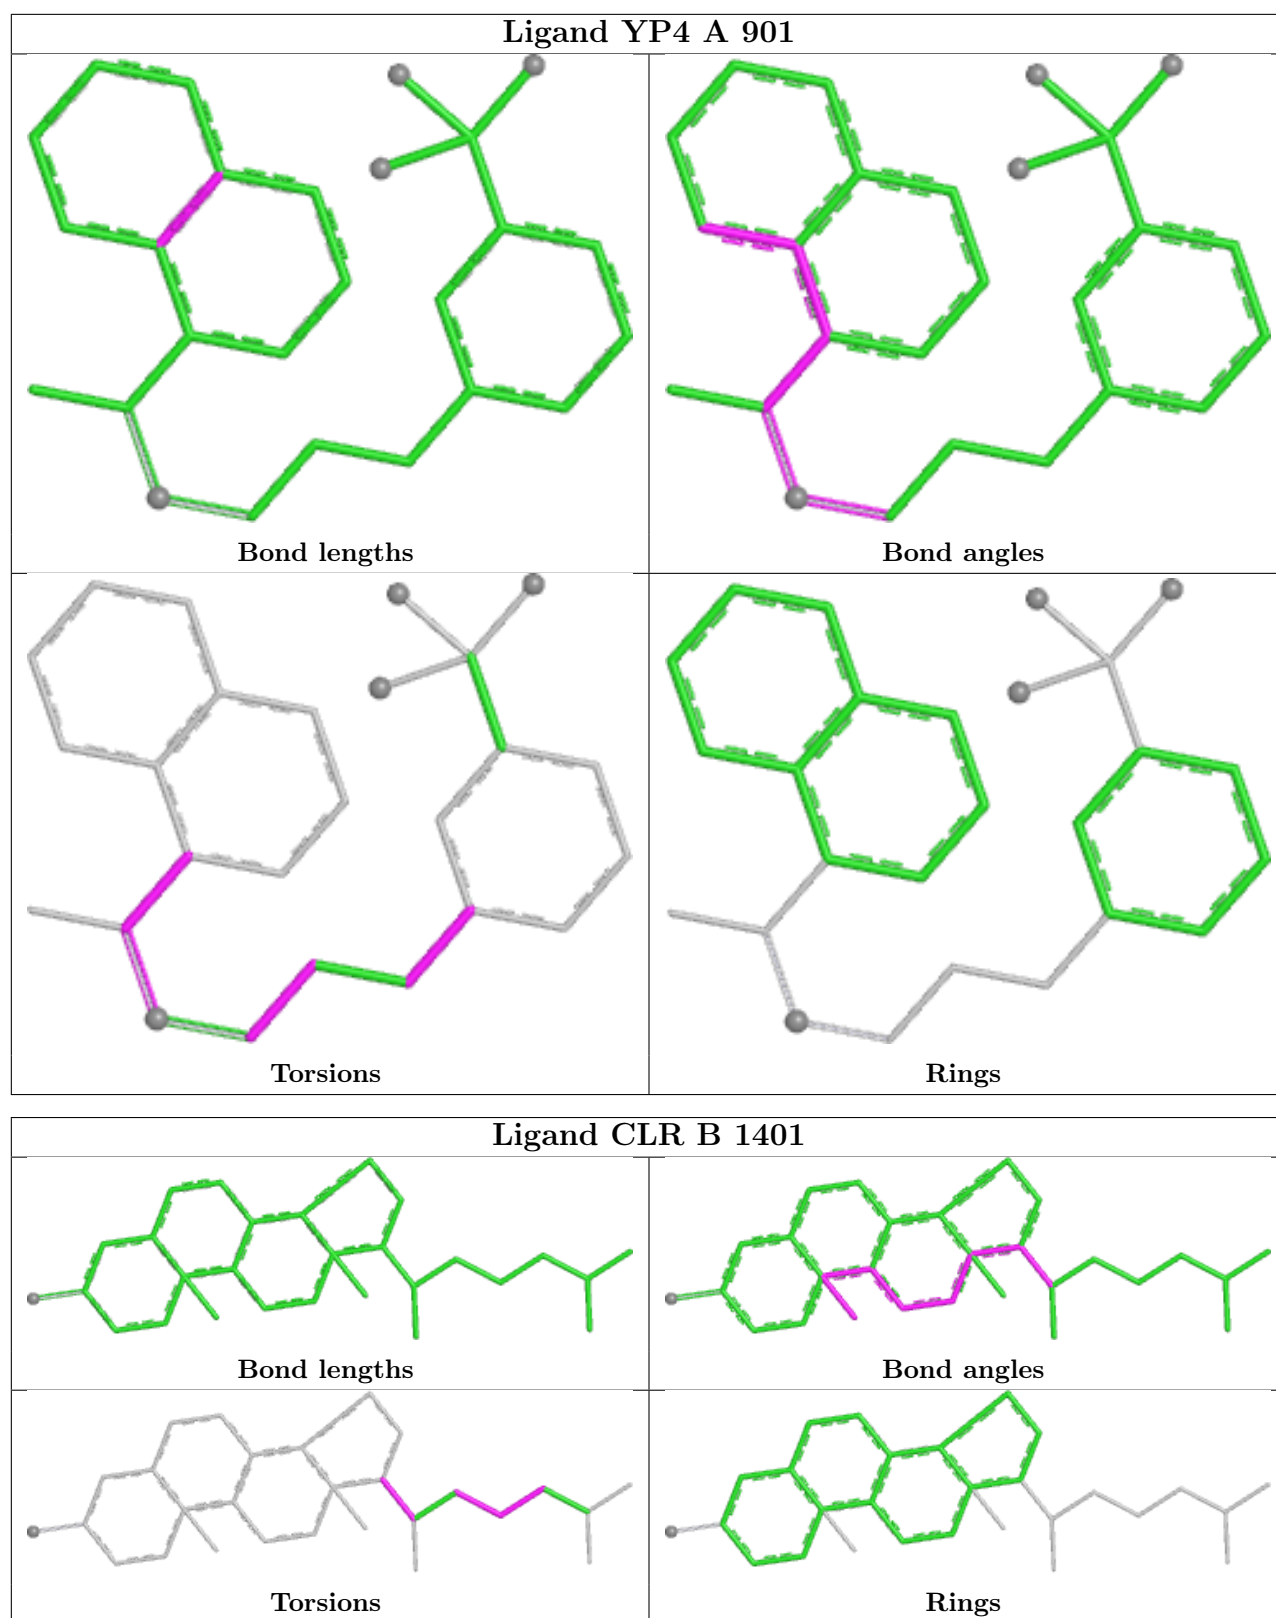 Ligand YP4 A 901
Bond lengths
Bond angles
Torsions
Rings
Ligand CLR B 1401
Bond lengths
Bond angles
Torsions
Rings